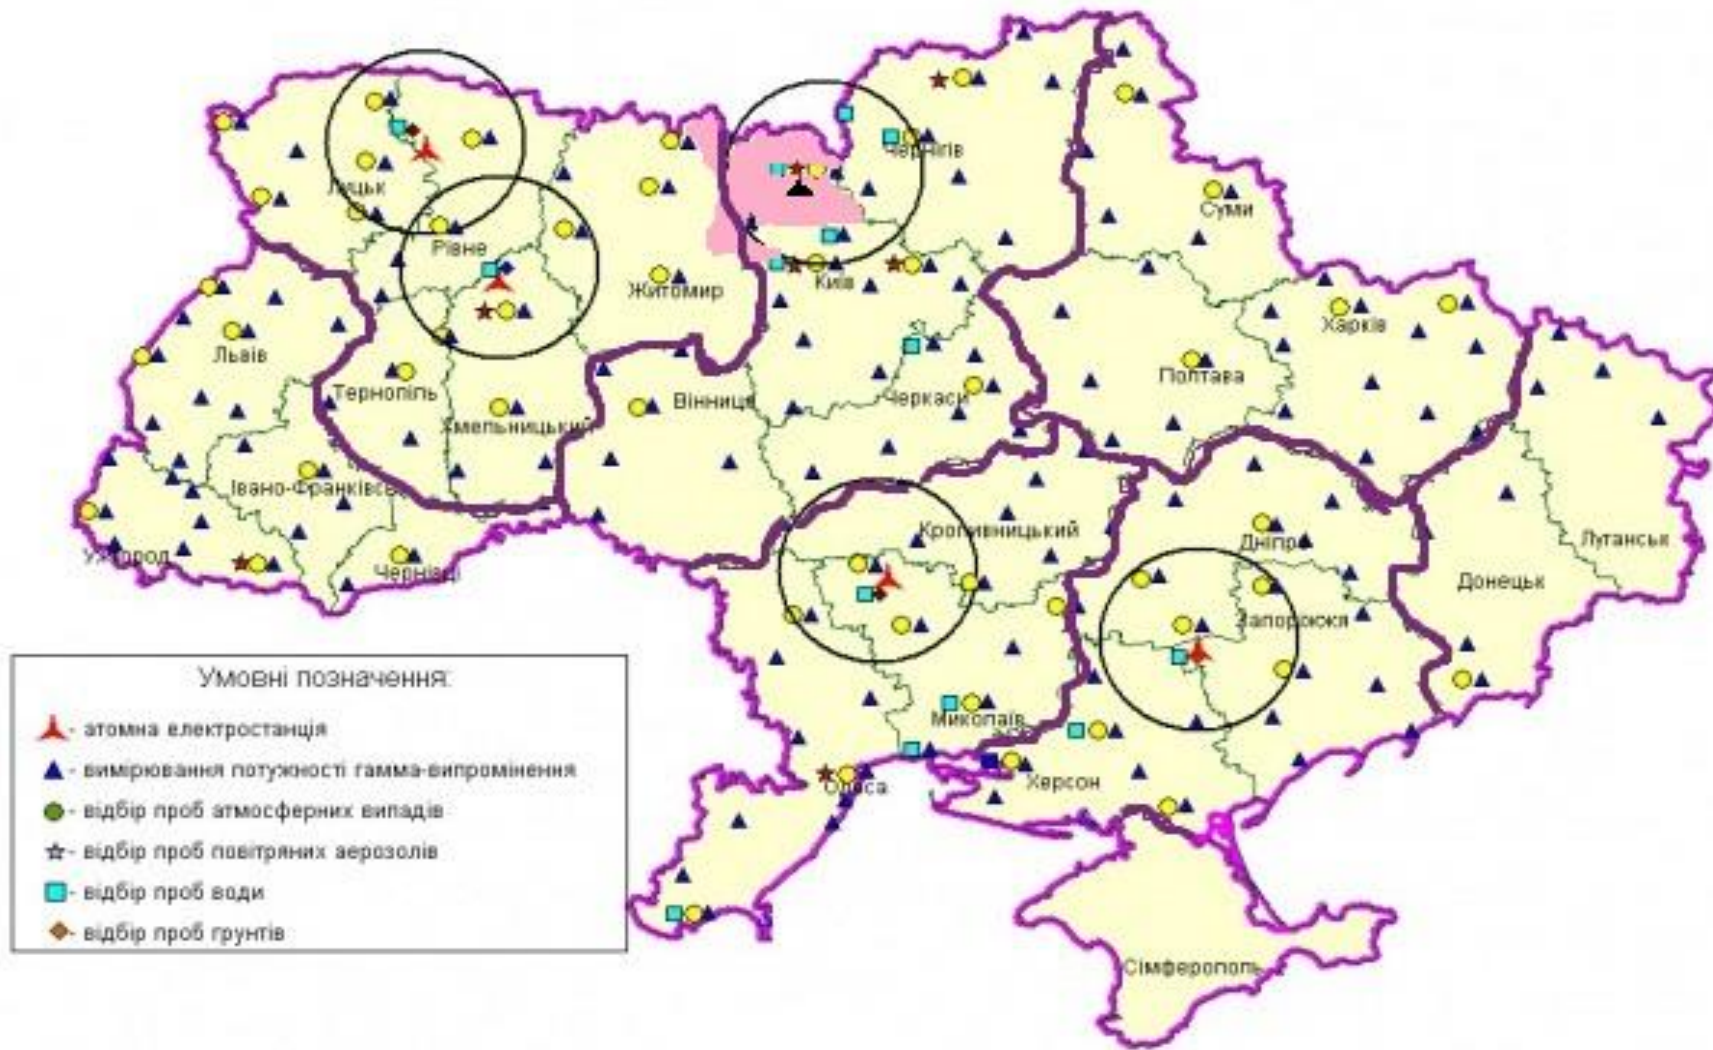 Чернігів
Луцьк
Суми
Рівне
Київ
Житомир
Харків
Львів
Полтава
Тернопіль
Вінниця
Черкаси
Хмельницький
Івано-Франківськ
Кропивницький
Дніпро
Луганськ
Ужгород
Чернівці
Донецьк
Запоріжжя
Миколаїв
Одеса
Херсон
Сімферополь
Умовні позначення:
- атомна електростанція
- вимірювання потужності гамма-випромінення
- відбір проб атмосферних випадів
- відбір проб повітряних аерозолів
- відбір проб води
- відбір проб грунтів